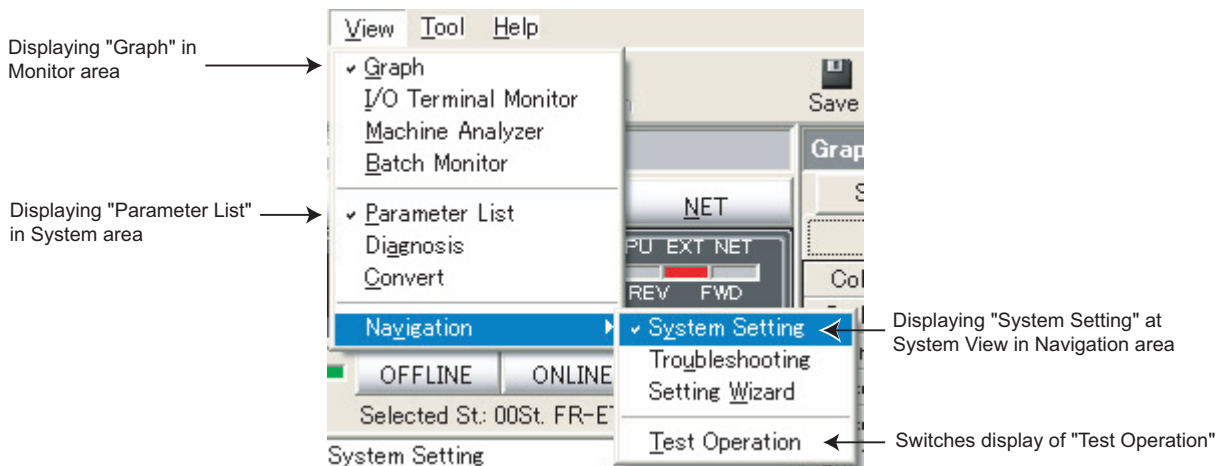 View Tool Help
Displaying "Graph" in
Monitor area
Graph
I/O Terminal Monitor
Machine Analyzer
Batch Monitor
Save
Grap
Displaying "Parameter List"
in System area
Parameter List
Diagnosis
Convert
NET
PU EXT NET
REV FWD
Col
Navigation
System Setting
Troubleshooting
Setting Wizard
Test Operation
Displaying "System Setting" at
System View in Navigation area
Switches display of "Test Operation"
OFFLINE ONLINE
Selected St.: 00St. FR-E
System Setting